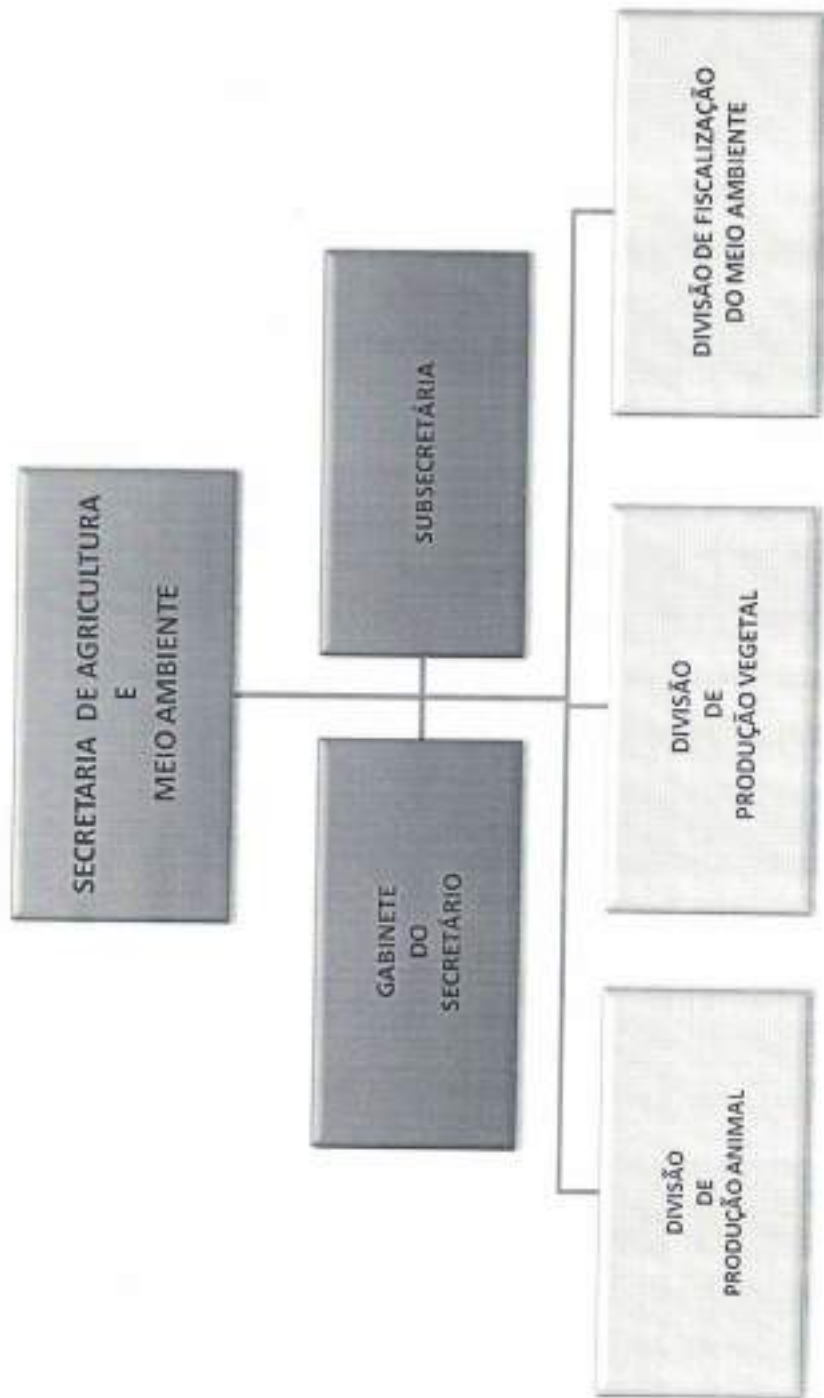 SECRETARIA DE AGRICULTURA
E
MEIO AMBIENTE
GABINETE
DO
SECRETÁRIO
SUBSECRETÁRIA
DIVISÃO
DE
PRODUÇÃO ANIMAL
DIVISÃO
DE
PRODUÇÃO VEGETAL
DIVISÃO DE FISCALIZAÇÃO
DO MEIO AMBIENTE